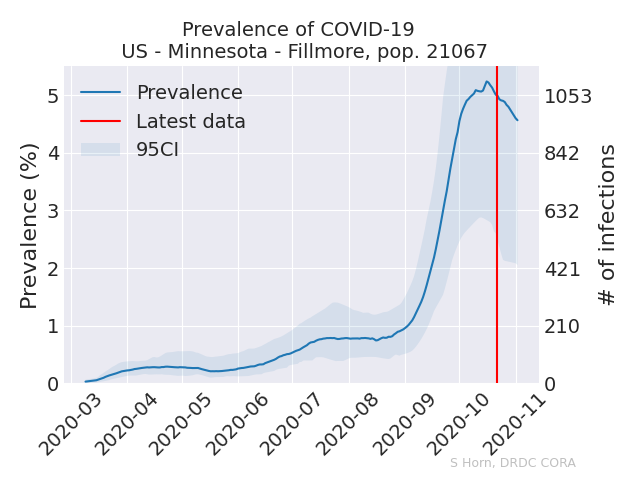 Prevalence of COVID-19
US - Minnesota - Fillmore, pop. 21067
Prevalence
Latest data
95CI
Prevalence (%)
5
4
3
2
1
0
1053
842
632
421
210
0
# of infections
2020-03
2020-04
2020-05
2020-06
2020-07
2020-08
2020-09
2020-10
2020-11
S Horn, DRDC CORA